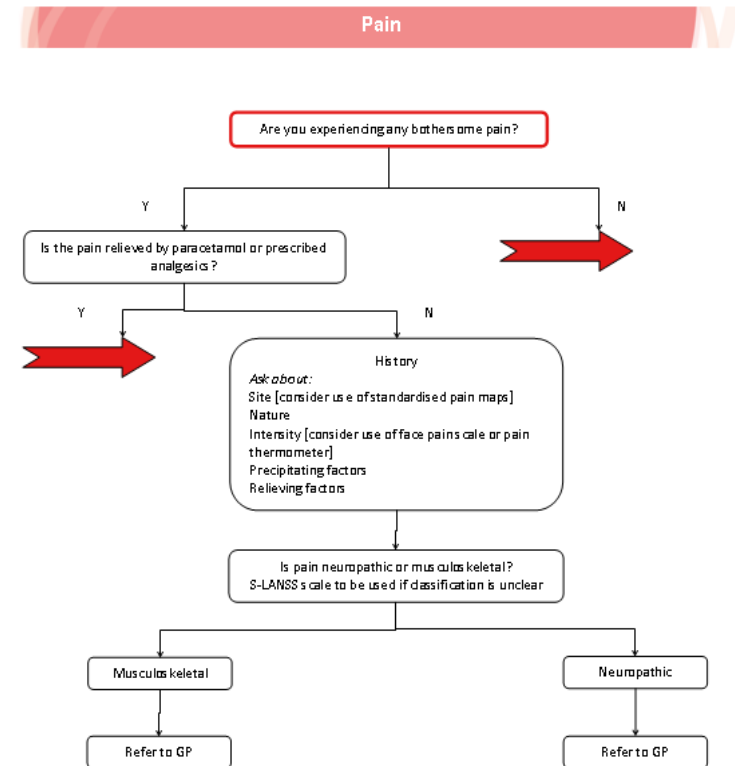 Pain
Are you experiencing any bothersome pain?
Y
N
Is the pain relieved by paracetamol or prescribed
analgesics?
Y
N
History
Ask about:
Site [consider use of standardised pain maps]
Nature
Intensity [consider use of face pain scale or pain
thermometer]
Precipitating factors
Relieving factors
Is pain neuropathic or musculoskeletal?
S-LANSS scale to be used if classification is unclear
Musculoskeletal
Neuropathic
Refer to GP
Refer to GP